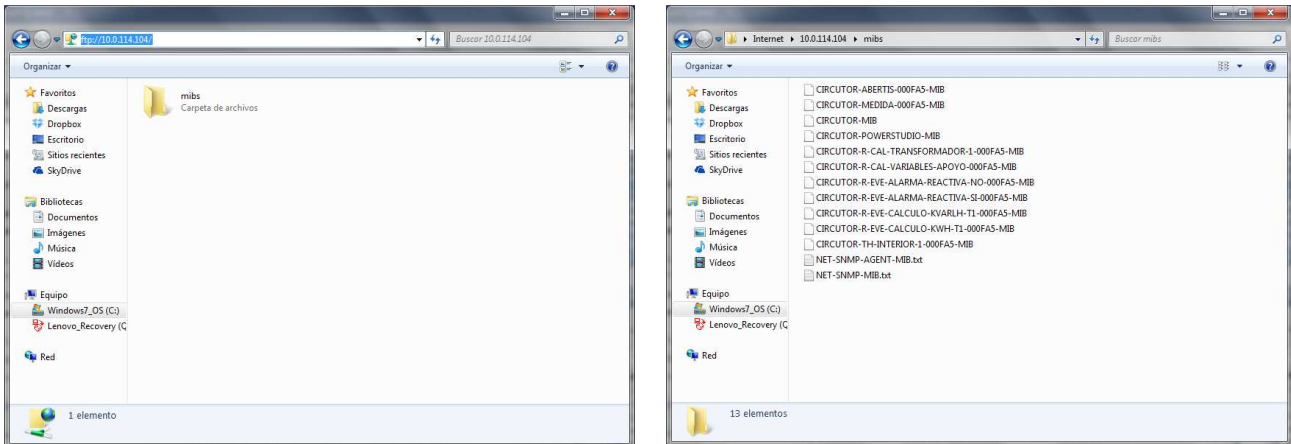 ftp://10.0.114.104/
Buscar 10.0.114.104
Organizar
Favoritos
Descargas
Dropbox
Escritorio
Sitios recientes
SkyDrive
Bibliotecas
Documentos
Imágenes
Música
Vídeos
Equipo
Windows7_OS (C:)
Lenovo_Recovery (Q
Red
mibs
Carpeta de archivos
1 elemento
Internet 10.0.114.104 mibs
Buscar mibs
Organizar
Favoritos
Descargas
Dropbox
Escritorio
Sitios recientes
SkyDrive
Bibliotecas
Documentos
Imágenes
Música
Vídeos
Equipo
Windows7_OS (C:)
Lenovo_Recovery (Q
Red
CIRCUTOR-ABERTIS-000FA5-MIB
CIRCUTOR-MEDIDA-000FA5-MIB
CIRCUTOR-MIB
CIRCUTOR-POWERSTUDIO-MIB
CIRCUTOR-R-CAL-TRANSFORMADOR-1-000FA5-MIB
CIRCUTOR-R-CAL-VARIABLES-APOYO-000FA5-MIB
CIRCUTOR-R-EVE-ALARMA-REACTIVA-NO-000FA5-MIB
CIRCUTOR-R-EVE-ALARMA-REACTIVA-SI-000FA5-MIB
CIRCUTOR-R-EVE-CALCULO-KVARLH-T1-000FA5-MIB
CIRCUTOR-R-EVE-CALCULO-KWH-T1-000FA5-MIB
CIRCUTOR-TH-INTERIOR-1-000FA5-MIB
NET-SNMP-AGENT-MIB.txt
NET-SNMP-MIB.txt
13 elementos